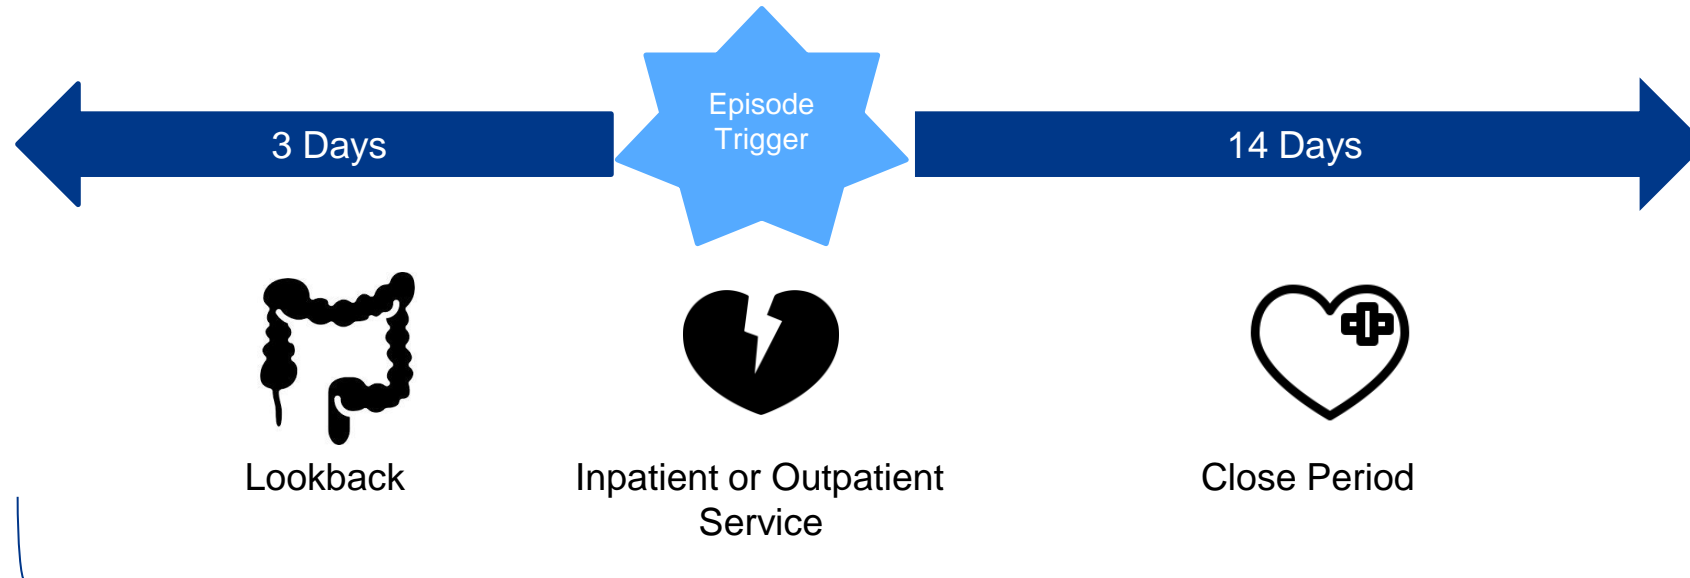 Episode
Trigger
3 Days
14 Days
Lookback
Inpatient or Outpatient
Service
Close Period